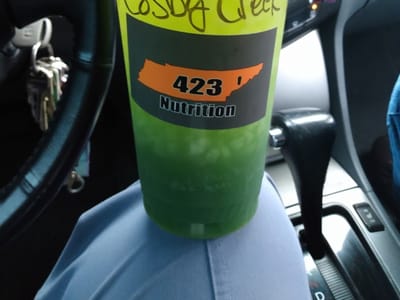 Cosby Creek
423
Nutrition